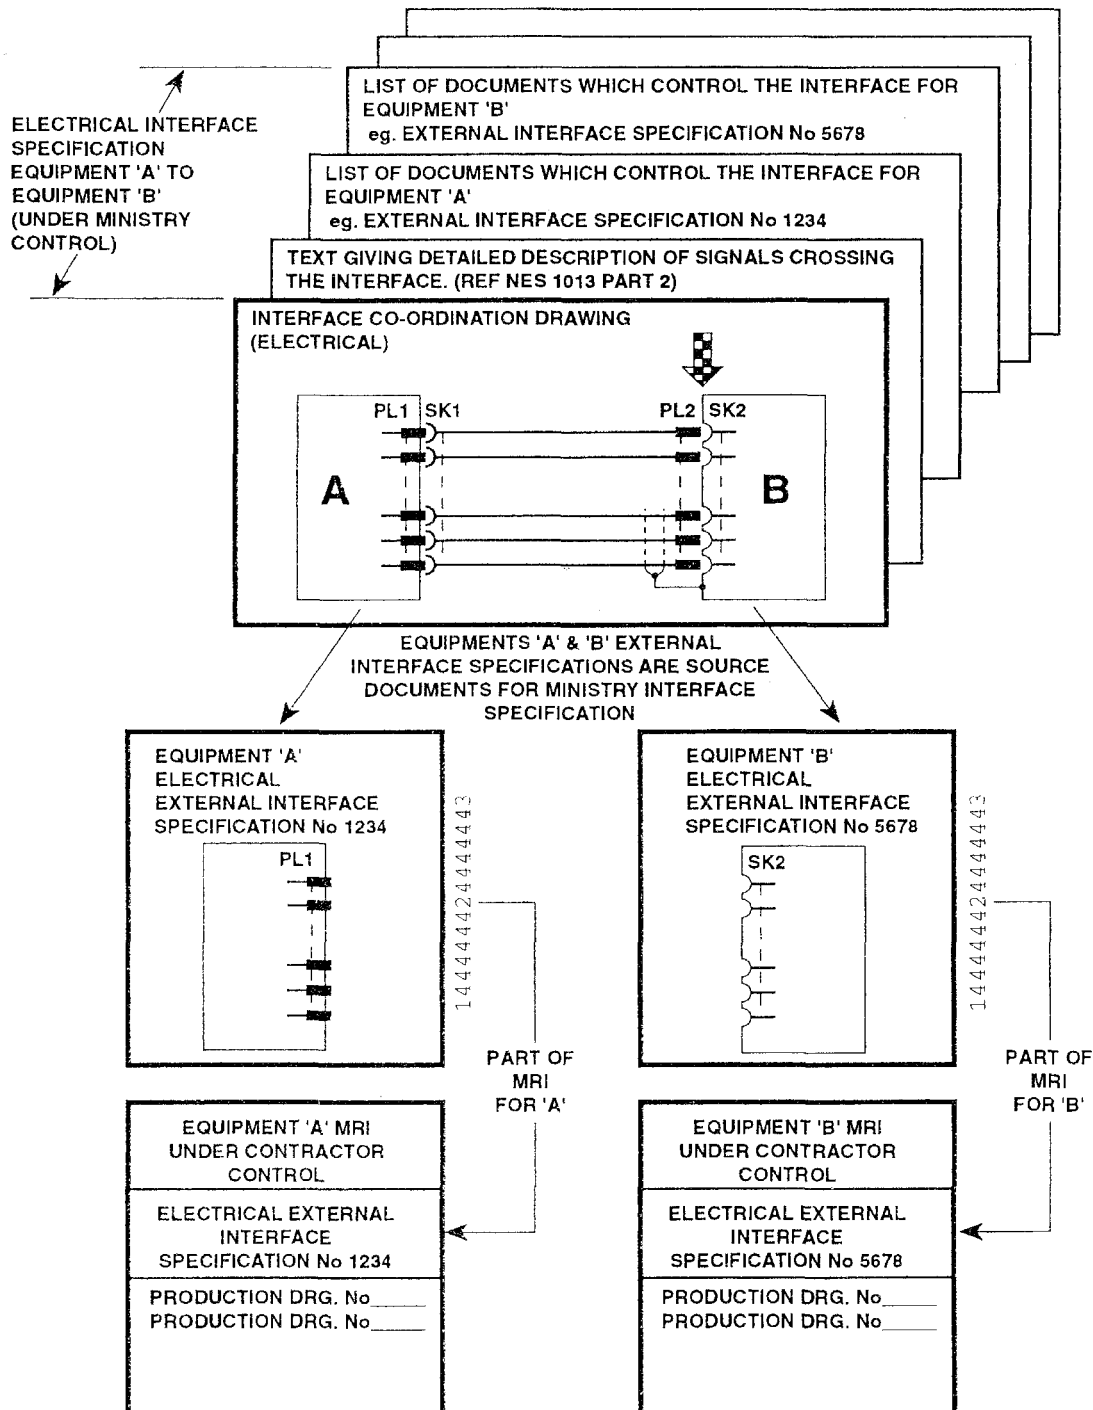 LIST OF DOCUMENTS WHICH CONTROL THE INTERFACE FOR
EQUIPMENT 'B'
eg. EXTERNAL INTERFACE SPECIFICATION No 5678
ELECTRICAL INTERFACE
SPECIFICATION
EQUIPMENT 'A' TO
EQUIPMENT 'B'
(UNDER MINISTRY
CONTROL)
LIST OF DOCUMENTS WHICH CONTROL THE INTERFACE FOR
EQUIPMENT 'A'
eg. EXTERNAL INTERFACE SPECIFICATION No 1234
TEXT GIVING DETAILED DESCRIPTION OF SIGNALS CROSSING
THE INTERFACE. (REF NES 1013 PART 2)
INTERFACE CO-ORDINATION DRAWING
(ELECTRICAL)
PL1 SK1 PL2 SK2
A B
EQUIPMENTS 'A' & 'B' EXTERNAL
INTERFACE SPECIFICATIONS ARE SOURCE
DOCUMENTS FOR MINISTRY INTERFACE
SPECIFICATION
EQUIPMENT 'A'
ELECTRICAL
EXTERNAL INTERFACE
SPECIFICATION No 1234
PL1
144444424444443
PART OF
MRI
FOR 'A'
EQUIPMENT 'B'
ELECTRICAL
EXTERNAL INTERFACE
SPECIFICATION No 5678
SK2
144444424444443
PART OF
MRI
FOR 'B'
EQUIPMENT 'A' MRI
UNDER CONTRACTOR
CONTROL
ELECTRICAL EXTERNAL
INTERFACE
SPECIFICATION No 1234
PRODUCTION DRG. No_____
PRODUCTION DRG. No_____
EQUIPMENT 'B' MRI
UNDER CONTRACTOR
CONTROL
ELECTRICAL EXTERNAL
INTERFACE
SPECIFICATION No 5678
PRODUCTION DRG. No_____
PRODUCTION DRG. No_____